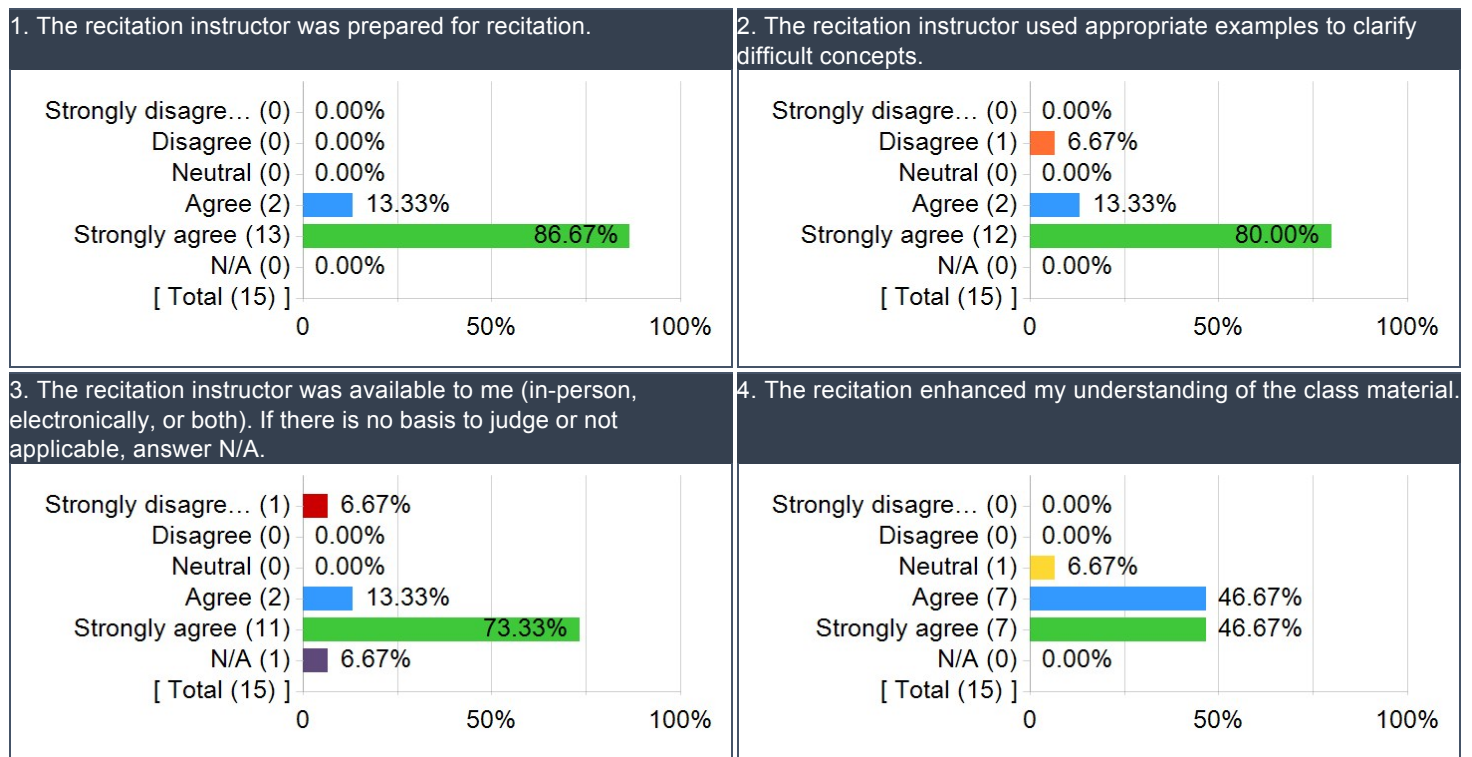 1. The recitation instructor was prepared for recitation.
Strongly disagre... (0) 0.00%
Disagree (0) 0.00%
Neutral (0) 0.00%
Agree (2) 13.33%
Strongly agree (13) 86.67%
N/A (0) 0.00%
[ Total (15) ]
0 50% 100%
2. The recitation instructor used appropriate examples to clarify
difficult concepts.
Strongly disagre... (0) 0.00%
Disagree (1) 6.67%
Neutral (0) 0.00%
Agree (2) 13.33%
Strongly agree (12) 80.00%
N/A (0) 0.00%
[ Total (15) ]
0 50% 100%
3. The recitation instructor was available to me (in-person,
electronically, or both). If there is no basis to judge or not
applicable, answer N/A.
Strongly disagre... (1) 6.67%
Disagree (0) 0.00%
Neutral (0) 0.00%
Agree (2) 13.33%
Strongly agree (11) 73.33%
N/A (1) 6.67%
[ Total (15) ]
0 50% 100%
4. The recitation enhanced my understanding of the class material.
Strongly disagre... (0) 0.00%
Disagree (0) 0.00%
Neutral (1) 6.67%
Agree (7) 46.67%
Strongly agree (7) 46.67%
N/A (0) 0.00%
[ Total (15) ]
0 50% 100%